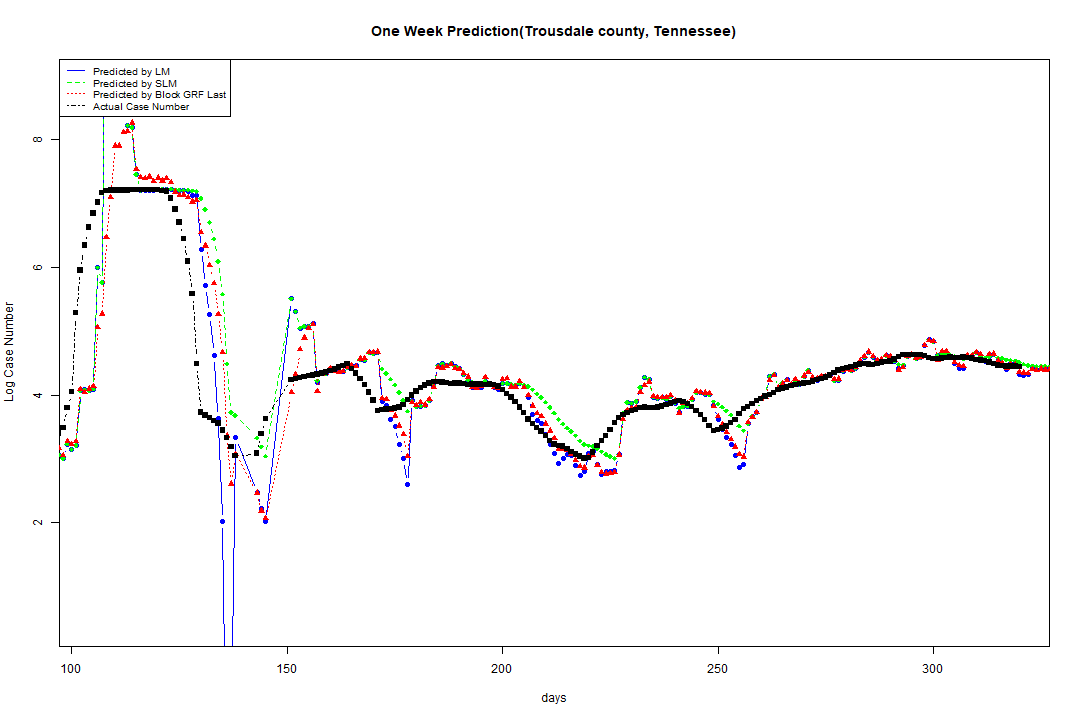 One Week Prediction(Trousdale county, Tennessee)
Predicted by LM
Predicted by SLM
Predicted by Block GRF Last
Actual Case Number
Log Case Number
8
6
4
2
100 150 200 250 300
days